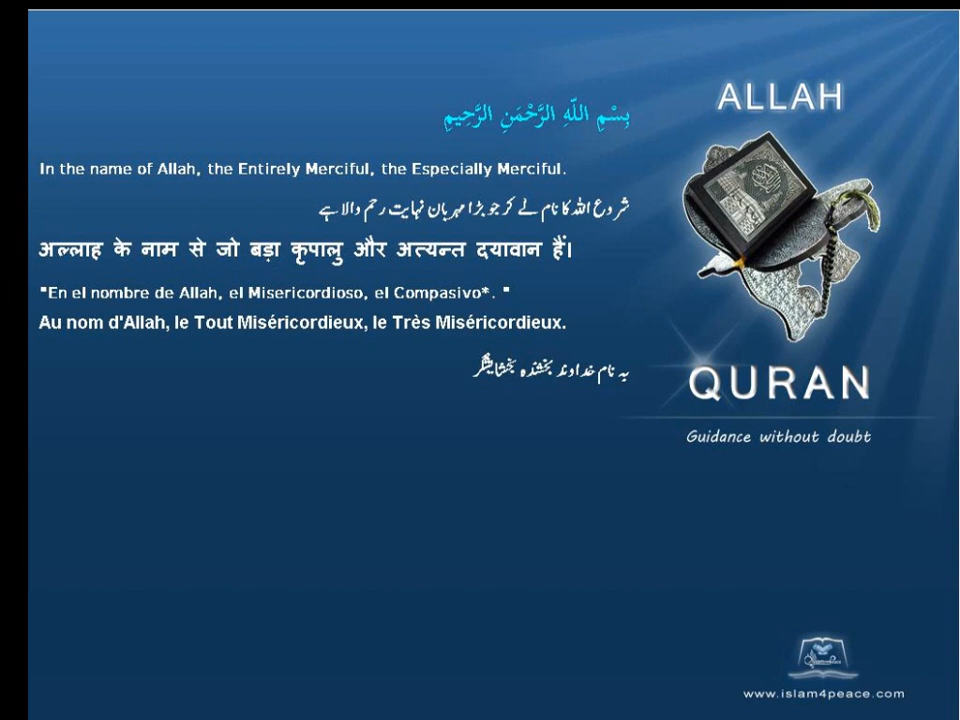 بِسْمِ اللّهِ الرَّحْمَنِ الرَّحِيمِ
In the name of Allah, the Entirely Merciful, the Especially Merciful.
شروع الله کا نام لے کر جو بڑا مہربان نہایت رحم والا ہے
अल्लाह के नाम से जो बड़ा कृपालु और अत्यन्त दयावान हैं।
"En el nombre de Allah, el Misericordioso, el Compasivo*. "
Au nom d'Allah, le Tout Miséricordieux, le Très Miséricordieux.
به نام خداوند بخشنده بخشایشگر
ALLAH
QURAN
Guidance without doubt
www.islam4peace.com